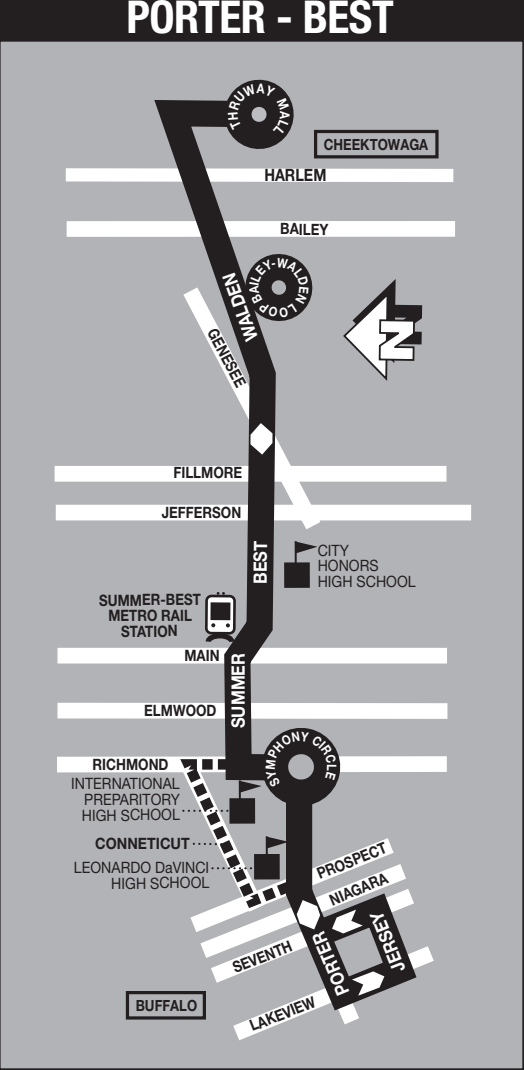 PORTER - BEST
THRUWAY MALL
CHEEKTOWAGA
HARLEM
BAILEY
WALDEN
BAILEY-WALDEN
LOOP
GENESEE
N
FILLMORE
JEFFERSON
BEST
CITY
HONORS
HIGH SCHOOL
SUMMER-BEST
METRO RAIL
STATION
MAIN
SUMMER
ELMWOOD
RICHMOND
SYMPHONY CIRCLE
INTERNATIONAL
PREPARITORY
HIGH SCHOOL
CONNETICUT
LEONARDO DaVINCI
HIGH SCHOOL
PROSPECT
NIAGARA
SEVENTH
PORTER
JERSEY
LAKEVIEW
BUFFALO